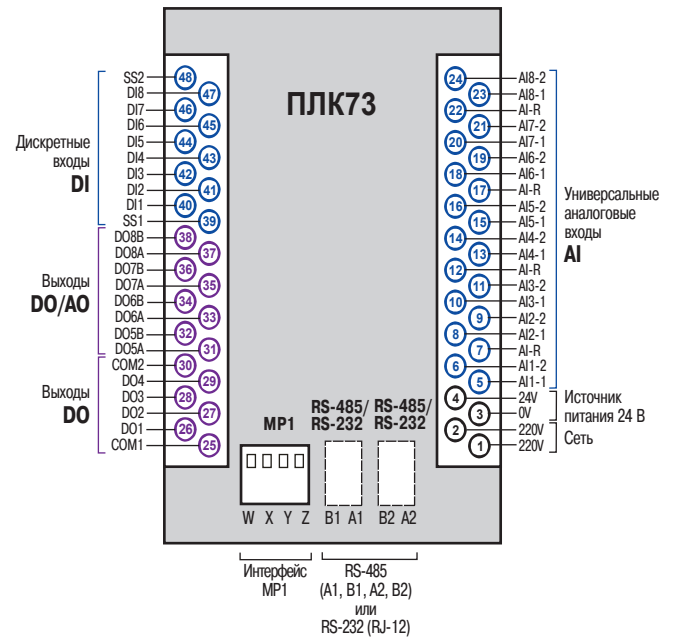 ПЛК73
SS2 48
DI8 47
DI7 46
DI6 45
DI5 44
DI4 43
DI3 42
DI2 41
DI1 40
SS1 39
DO8B 38
DO8A 37
DO7B 36
DO7A 35
DO6B 34
DO6A 33
DO5B 32
DO5A 31
COM2 30
DO4 29
DO3 28
DO2 27
DO1 26
COM1 25
Дискретные
входы
DI
Выходы
DO/AO
Выходы
DO
24 AI8-2
23 AI8-1
22 AI-R
21 AI7-2
20 AI7-1
19 AI6-2
18 AI6-1
17 AI-R
16 AI5-2
15 AI5-1
14 AI4-2
13 AI4-1
12 AI-R
11 AI3-2
10 AI3-1
9 AI2-2
8 AI2-1
7 AI-R
6 AI1-2
5 AI1-1
4 24V
3 0V
2 220V
1 220V
Универсальные
аналоговые
входы
AI
Источник
питания 24 В
Сеть
MP1
RS-485/
RS-232
RS-485/
RS-232
W X Y Z
B1 A1
B2 A2
Интерфейс
MP1
RS-485
(A1, B1, A2, B2)
или
RS-232 (RJ-12)